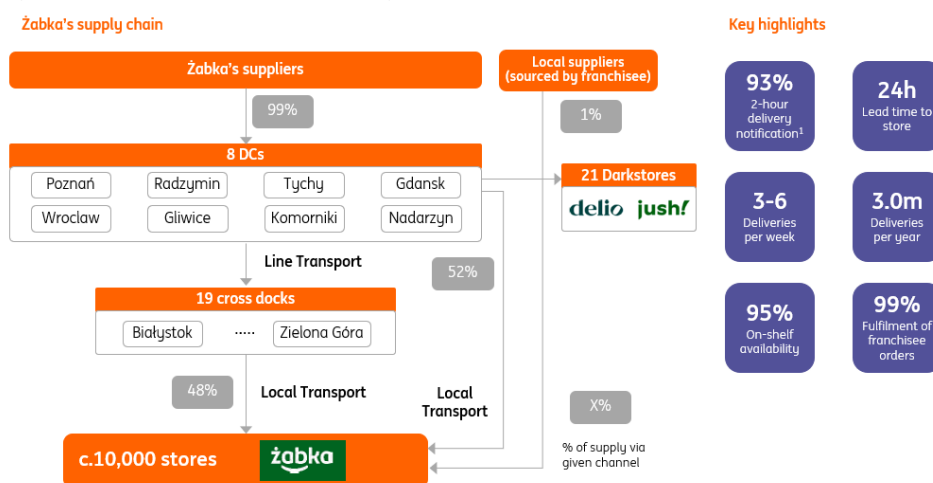 Żabka's supply chain
Key highlights
Żabka's suppliers
Local suppliers
(sourced by franchisee)
99%
1%
8 DCs
Poznań
Radzymin
Tychy
Gdansk
Wroclaw
Gliwice
Komorniki
Nadarzyn
21 Darkstores
delio
jush!
Line Transport
52%
19 cross docks
Białystok
.....
Zielona Góra
48%
Local Transport
Local
Transport
X%
% of supply via
given channel
c.10,000 stores
żabka
93%
2-hour
delivery
notification¹
24h
Lead time to
store
3-6
Deliveries
per week
3.0m
Deliveries
per year
95%
On-shelf
availability
99%
Fulfilment of
franchisee
orders